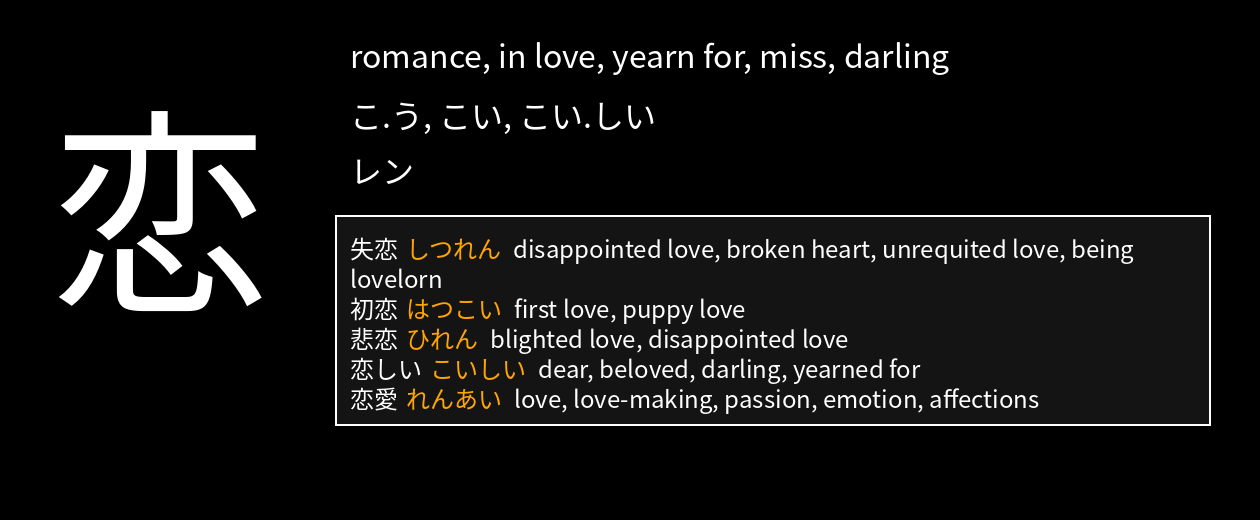 恋
romance, in love, yearn for, miss, darling
こ.う, こい, こい.しい
レン
失恋 しつれん disappointed love, broken heart, unrequited love, being
lovelorn
初恋 はつこい first love, puppy love
悲恋 ひれん blighted love, disappointed love
恋しい こいしい dear, beloved, darling, yearned for
恋愛 れんあい love, love-making, passion, emotion, affections